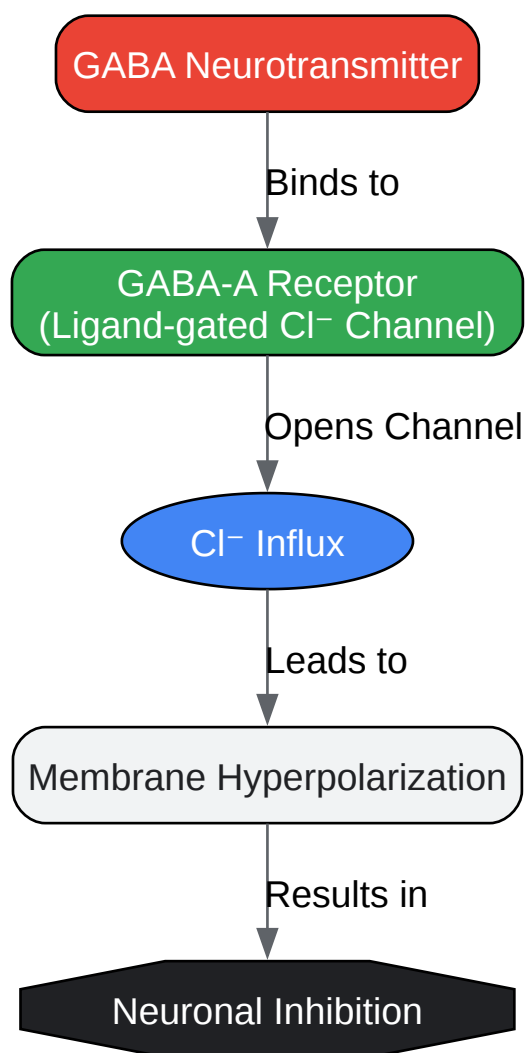 GABA Neurotransmitter
Binds to
GABA-A Receptor
(Ligand-gated Cl⁻ Channel)
Opens Channel
Cl⁻ Influx
Leads to
Membrane Hyperpolarization
Results in
Neuronal Inhibition